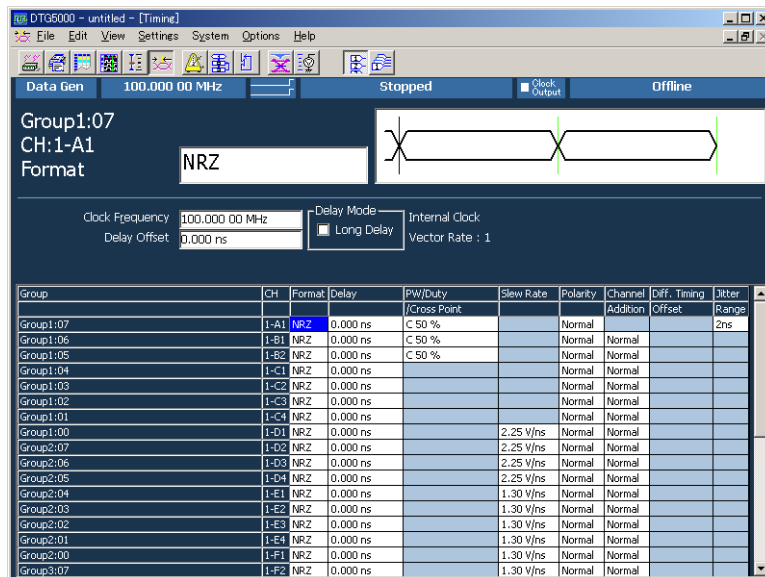 DTG5000 - untitled - [Timing]
File Edit View Settings System Options Help
Data Gen 100.000 00 MHz Stopped Clock Output Offline
Group1:07
CH:1-A1
Format NRZ
Clock Frequency 100.000 00 MHz
Delay Offset 0.000 ns
Delay Mode
Long Delay
Internal Clock
Vector Rate : 1
Group CH Format Delay PW/Duty Slew Rate Polarity Channel Diff. Timing Jitter
/Cross Point Addition Offset Range
Group1:07 1-A1 NRZ 0.000 ns C 50 % Normal 2ns
Group1:06 1-B1 NRZ 0.000 ns C 50 % Normal Normal
Group1:05 1-B2 NRZ 0.000 ns C 50 % Normal Normal
Group1:04 1-C1 NRZ 0.000 ns Normal Normal
Group1:03 1-C2 NRZ 0.000 ns Normal Normal
Group1:02 1-C3 NRZ 0.000 ns Normal Normal
Group1:01 1-C4 NRZ 0.000 ns Normal Normal
Group1:00 1-D1 NRZ 0.000 ns 2.25 V/ns Normal Normal
Group2:07 1-D2 NRZ 0.000 ns 2.25 V/ns Normal Normal
Group2:06 1-D3 NRZ 0.000 ns 2.25 V/ns Normal Normal
Group2:05 1-D4 NRZ 0.000 ns 2.25 V/ns Normal Normal
Group2:04 1-E1 NRZ 0.000 ns 1.30 V/ns Normal Normal
Group2:03 1-E2 NRZ 0.000 ns 1.30 V/ns Normal Normal
Group2:02 1-E3 NRZ 0.000 ns 1.30 V/ns Normal Normal
Group2:01 1-E4 NRZ 0.000 ns 1.30 V/ns Normal Normal
Group2:00 1-F1 NRZ 0.000 ns 1.30 V/ns Normal Normal
Group3:07 1-F2 NRZ 0.000 ns 1.30 V/ns Normal Normal